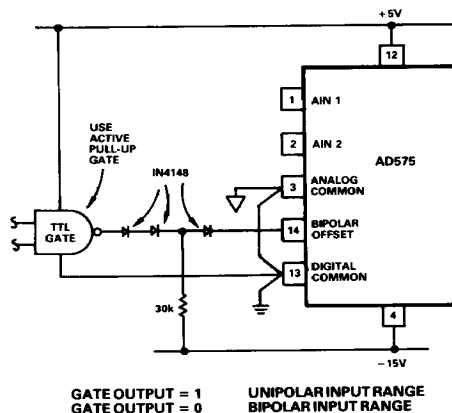 +5V
12
1 AIN 1
USE
ACTIVE
PULL-UP
GATE
2 AIN 2
AD575
IN4148
3 ANALOG
COMMON
TTL
GATE
14 BIPOLAR
OFFSET
13 DIGITAL
COMMON
30k
4
−15V
GATE OUTPUT = 1 UNIPOLAR INPUT RANGE
GATE OUTPUT = 0 BIPOLAR INPUT RANGE